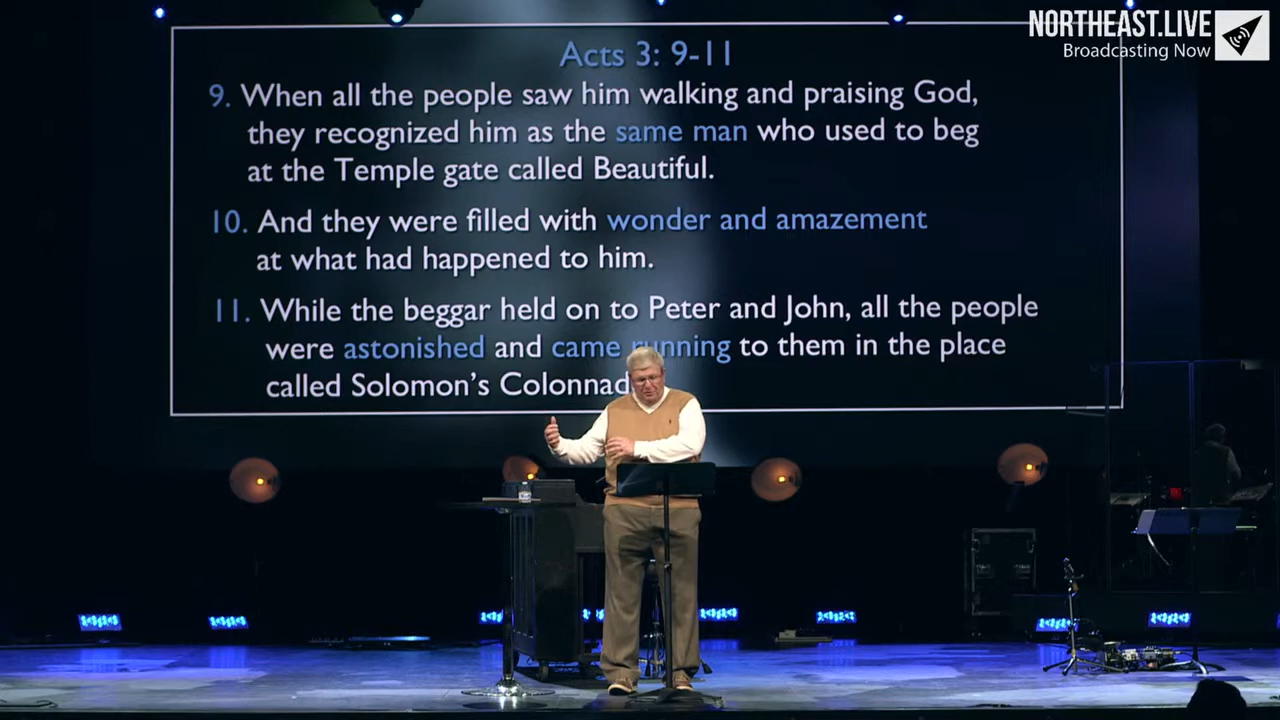 NORTHEAST.LIVE
Broadcasting Now
Acts 3: 9-11
9. When all the people saw him walking and praising God,
they recognized him as the same man who used to beg
at the Temple gate called Beautiful.
10. And they were filled with wonder and amazement
at what had happened to him.
11. While the beggar held on to Peter and John, all the people
were astonished and came running to them in the place
called Solomon's Colonnad